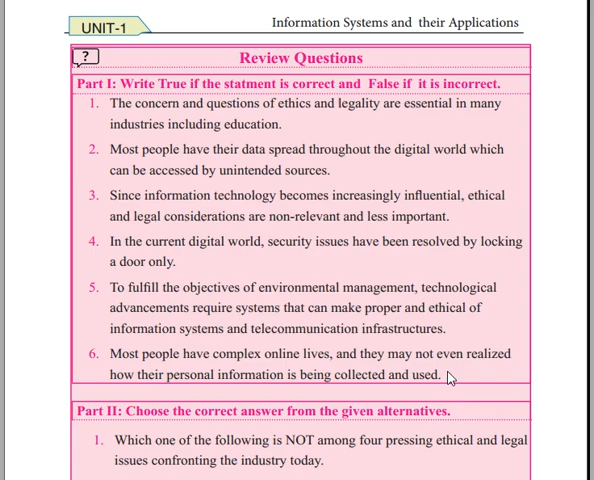 UNIT-1
Information Systems and their Applications
?
Review Questions
Part I: Write True if the statment is correct and False if it is incorrect.
1. The concern and questions of ethics and legality are essential in many
industries including education.
2. Most people have their data spread throughout the digital world which
can be accessed by unintended sources.
3. Since information technology becomes increasingly influential, ethical
and legal considerations are non-relevant and less important.
4. In the current digital world, security issues have been resolved by locking
a door only.
5. To fulfill the objectives of environmental management, technological
advancements require systems that can make proper and ethical of
information systems and telecommunication infrastructures.
6. Most people have complex online lives, and they may not even realized
how their personal information is being collected and used.
Part II: Choose the correct answer from the given alternatives.
1. Which one of the following is NOT among four pressing ethical and legal
issues confronting the industry today.